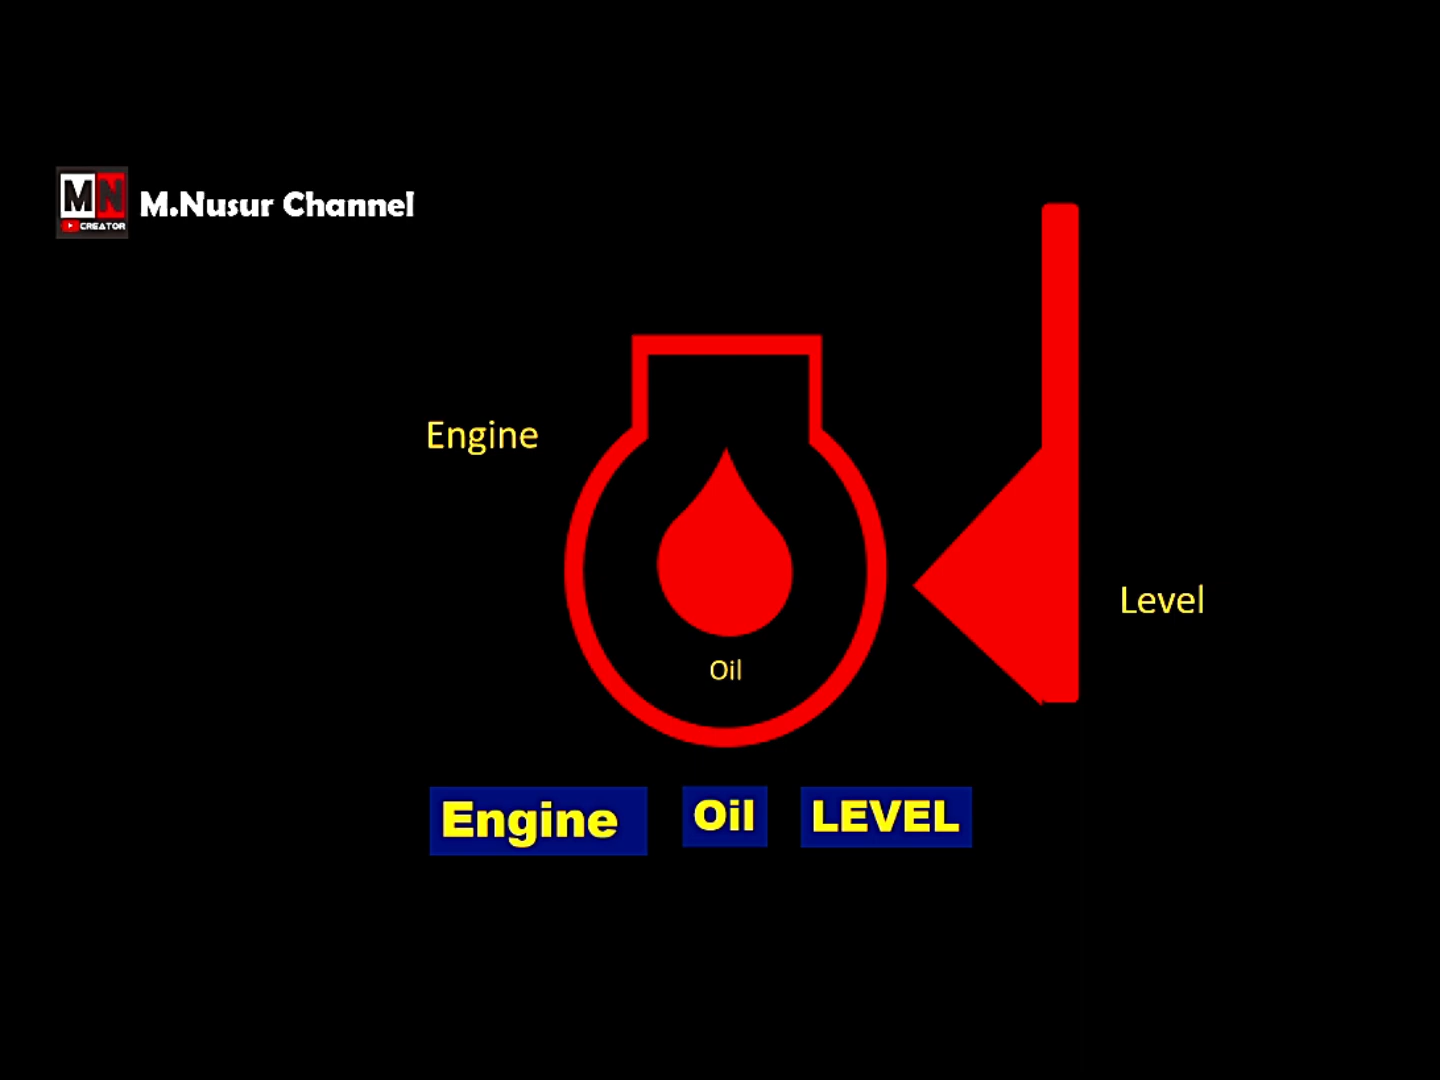 MN
CREATOR
M.Nusur Channel
Engine
Level
Oil
Engine Oil LEVEL